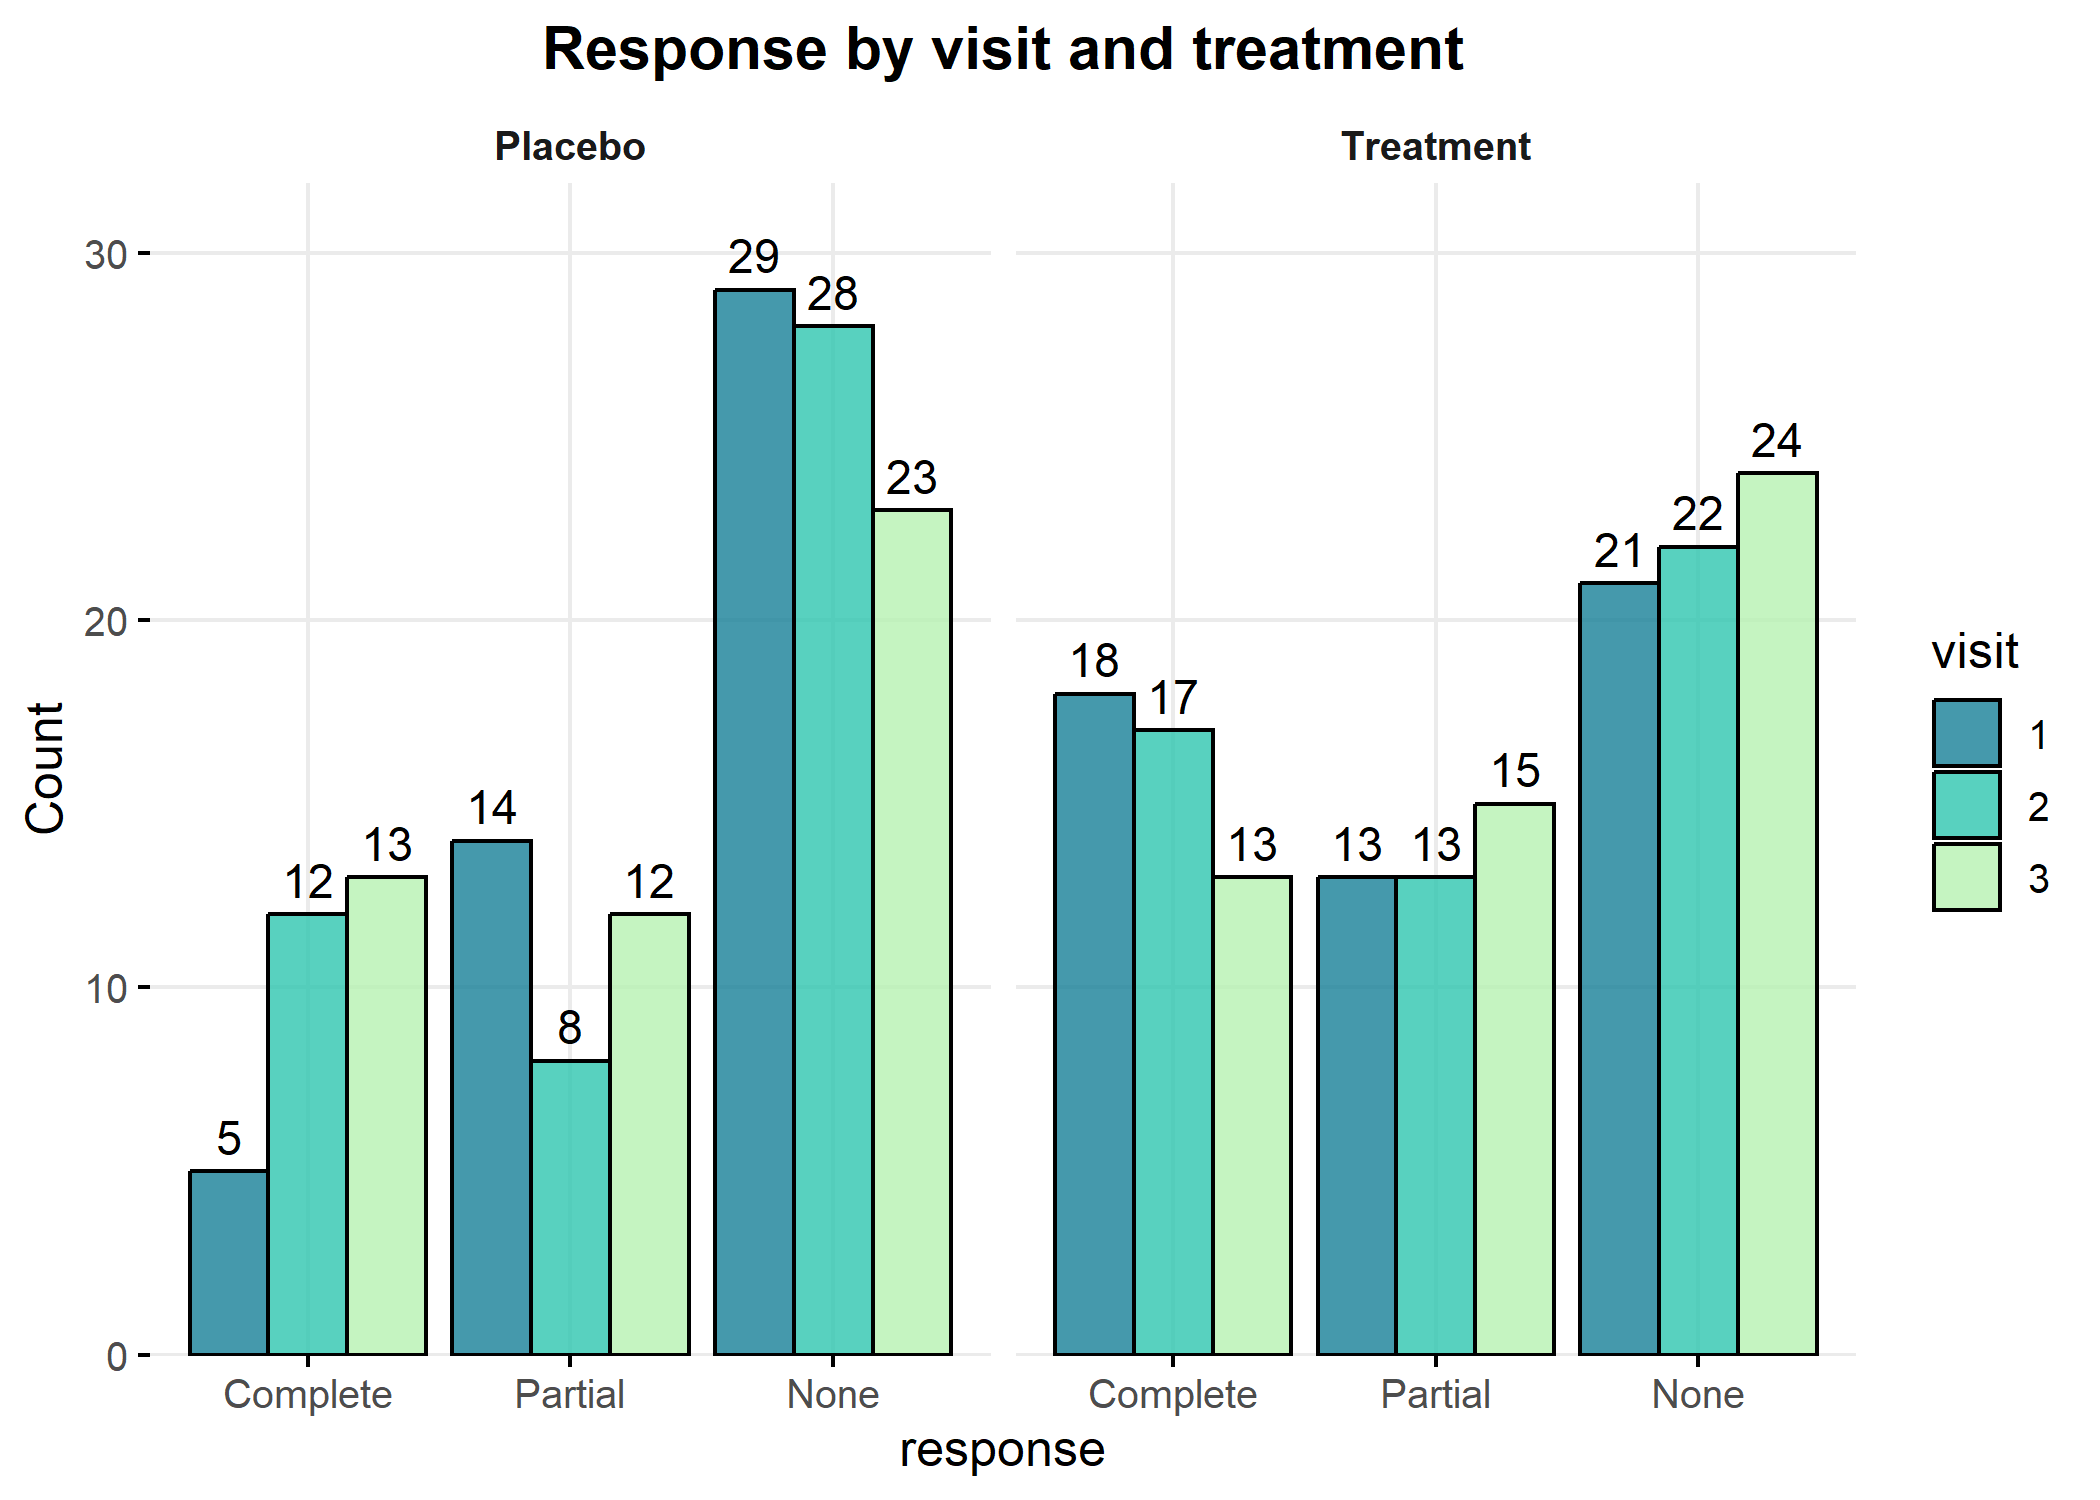 Response by visit and treatment
Placebo
Treatment
Count
30
20
10
0
29
28
23
14
13
12
12
8
5
24
22
21
18
17
15
13
13
13
Complete
Partial
None
Complete
Partial
None
response
visit
1
2
3